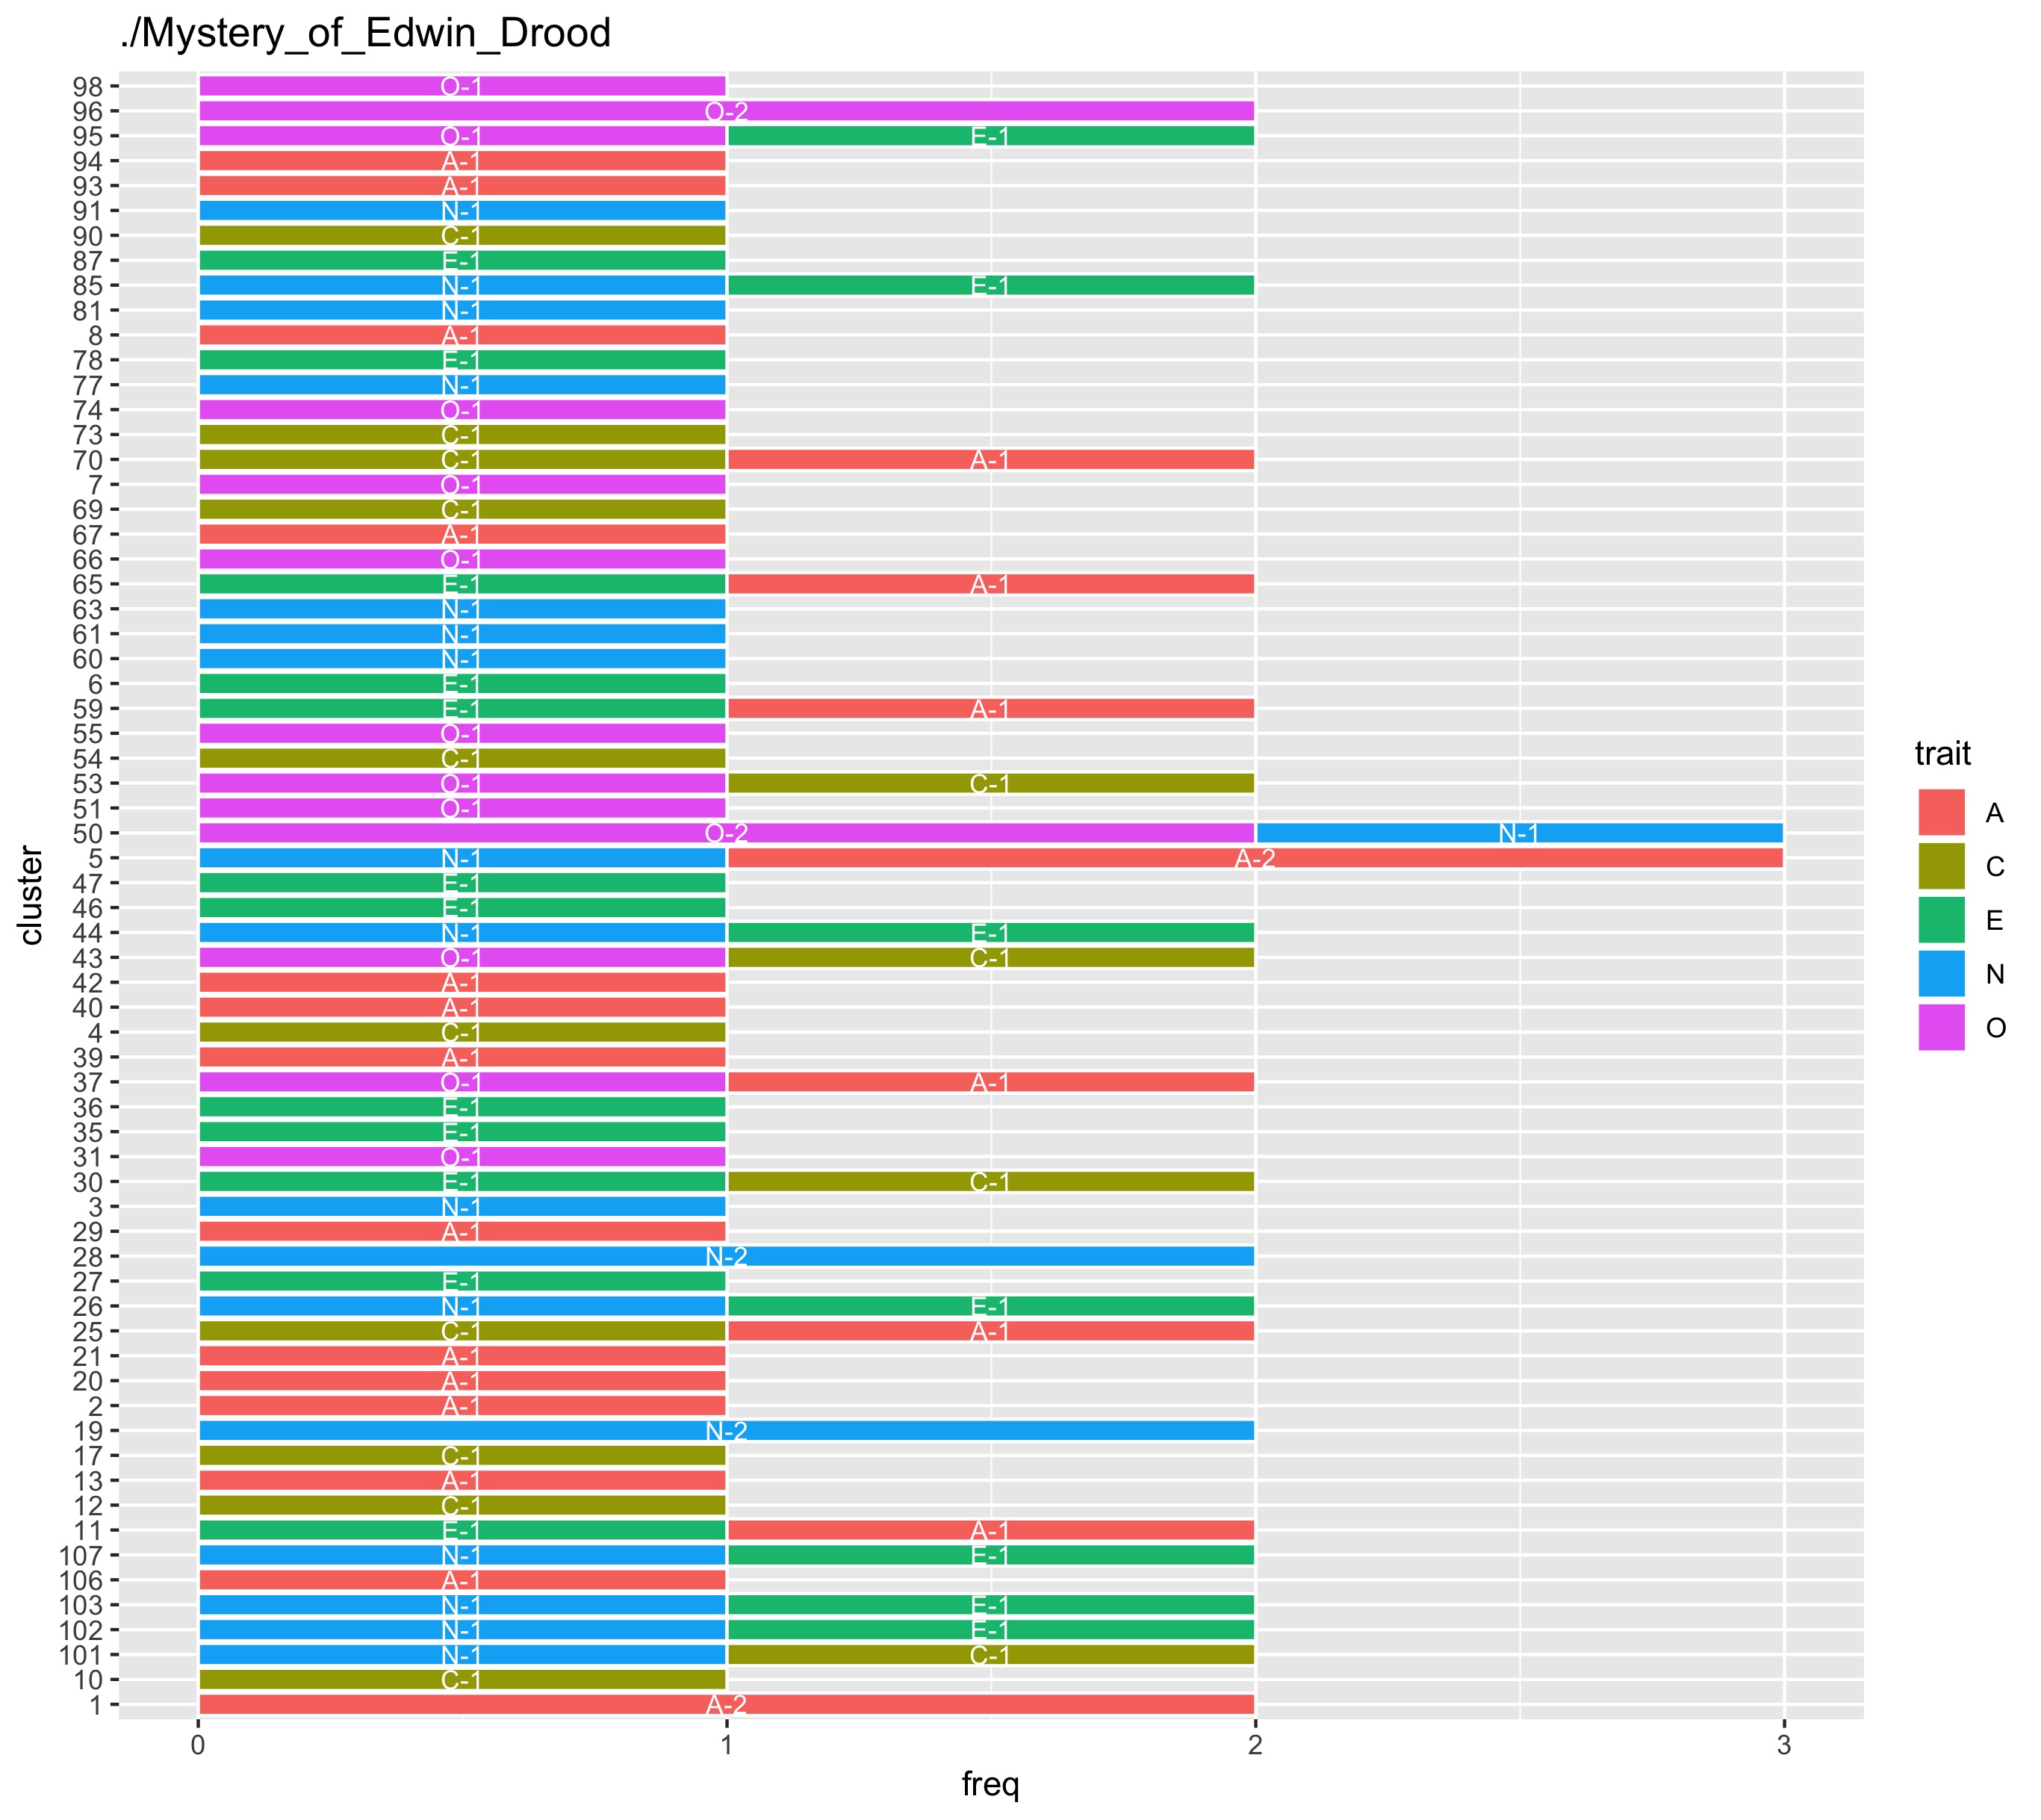 ./Mystery_of_Edwin_Drood
98 O-1
96 O-2
95 O-1 E-1
94 A-1
93 A-1
91 N-1
90 C-1
87 E-1
85 N-1 E-1
81 N-1
8 A-1
78 E-1
77 N-1
74 O-1
73 C-1
70 C-1 A-1
7 O-1
69 C-1
67 A-1
66 O-1
65 E-1 A-1
63 N-1
61 N-1
60 N-1
6 E-1
59 E-1 A-1
55 O-1
54 C-1
53 O-1 C-1
51 O-1
50 O-2 N-1
5 N-1 A-2
47 E-1
46 E-1
44 N-1 E-1
43 O-1 C-1
42 A-1
40 A-1
4 C-1
39 A-1
37 O-1 A-1
36 E-1
35 E-1
31 O-1
30 E-1 C-1
3 N-1
29 A-1
28 N-2
27 E-1
26 N-1 E-1
25 C-1 A-1
21 A-1
20 A-1
2 A-1
19 N-2
17 C-1
13 A-1
12 C-1
11 E-1 A-1
107 N-1 E-1
106 A-1
103 N-1 E-1
102 N-1 E-1
101 N-1 C-1
10 C-1
1 A-2
0 1 2 3
freq
cluster
trait
A
C
E
N
O